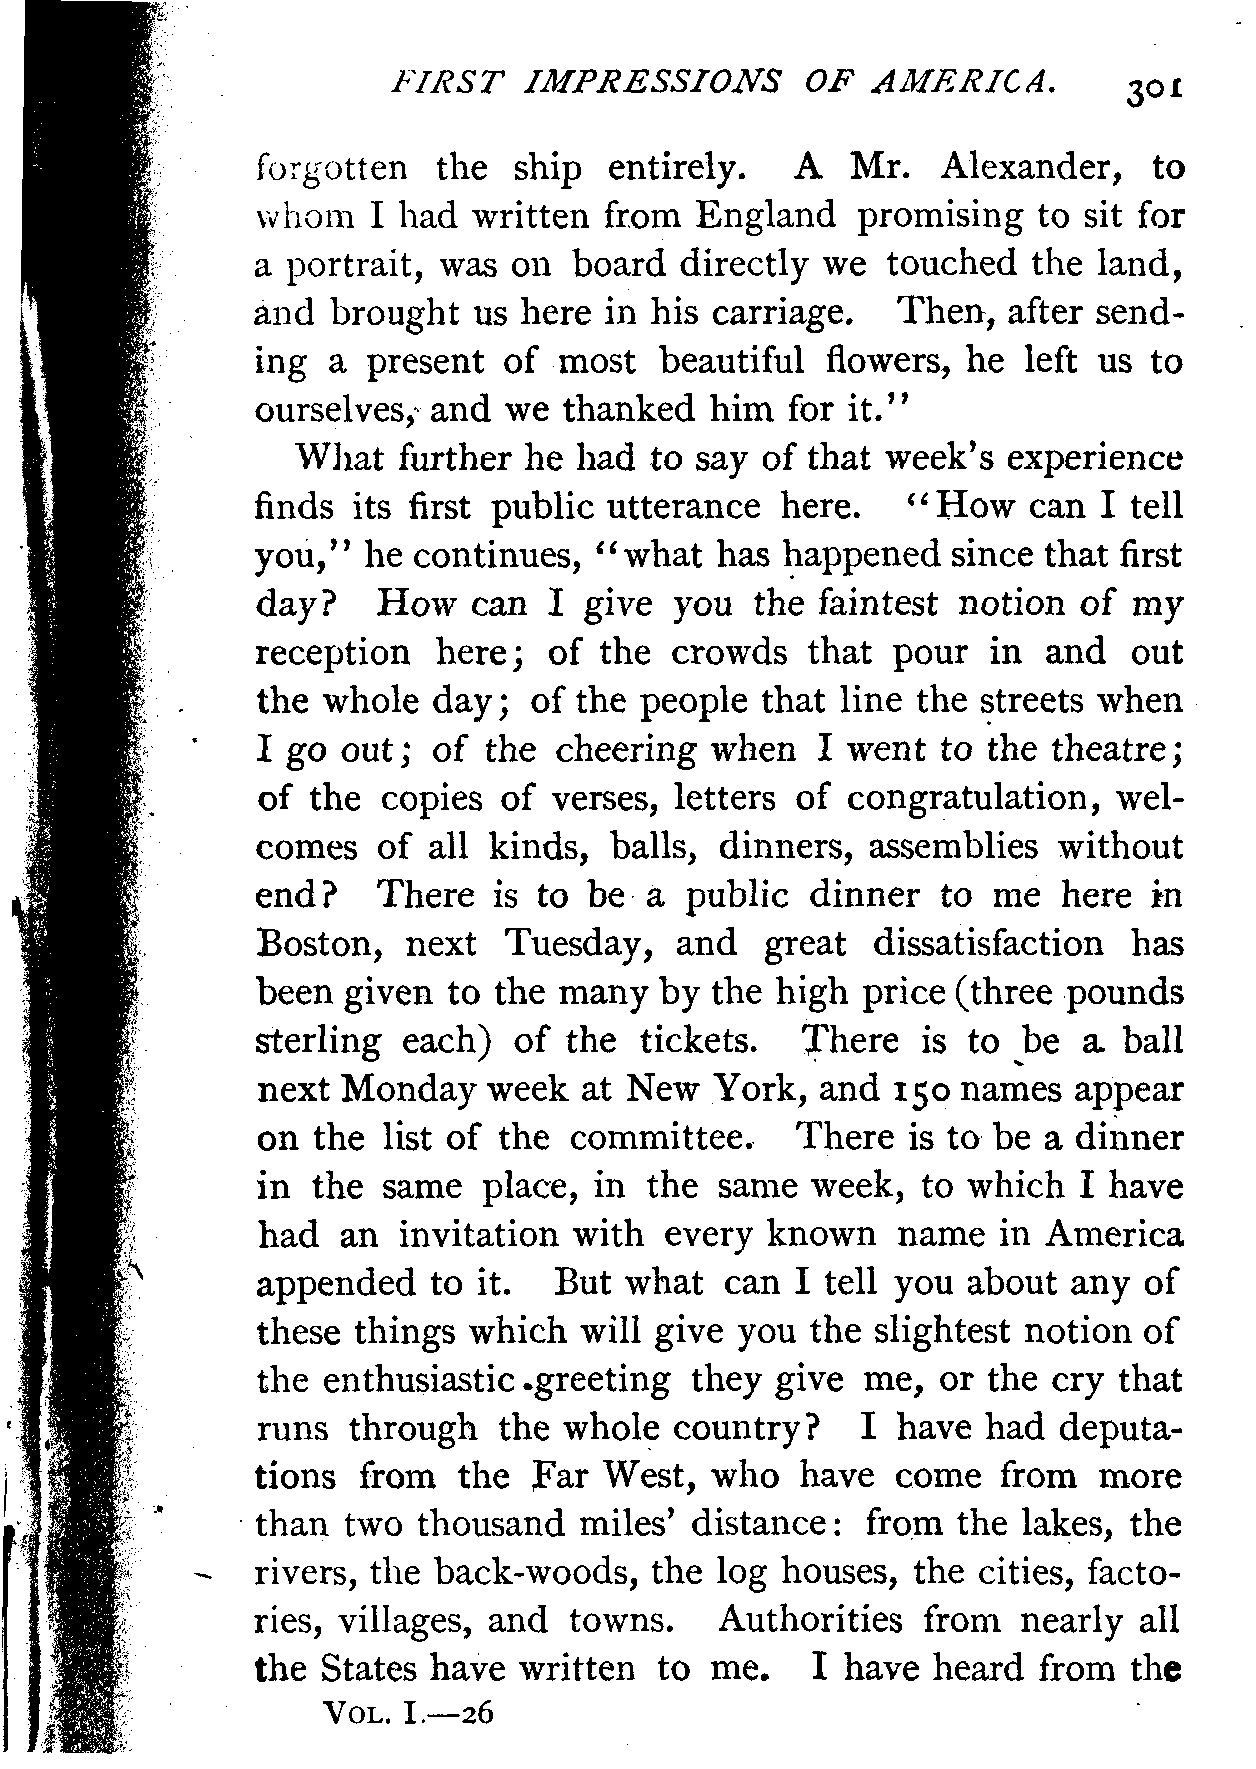 FIRST IMPRESSIONS OF AMERICA. 301
forgotten the ship entirely. A Mr. Alexander, to
whom I had written from England promising to sit for
a portrait, was on board directly we touched the land,
and brought us here in his carriage. Then, after send-
ing a present of most beautiful flowers, he left us to
ourselves, and we thanked him for it."
What further he had to say of that week's experience
finds its first public utterance here. "How can I tell
you," he continues, "what has happened since that first
day? How can I give you the faintest notion of my
reception here; of the crowds that pour in and out
the whole day; of the people that line the streets when
I go out; of the cheering when I went to the theatre;
of the copies of verses, letters of congratulation, wel-
comes of all kinds, balls, dinners, assemblies without
end? There is to be a public dinner to me here in
Boston, next Tuesday, and great dissatisfaction has
been given to the many by the high price (three pounds
sterling each) of the tickets. There is to be a ball
next Monday week at New York, and 150 names appear
on the list of the committee. There is to be a dinner
in the same place, in the same week, to which I have
had an invitation with every known name in America
appended to it. But what can I tell you about any of
these things which will give you the slightest notion of
the enthusiastic greeting they give me, or the cry that
runs through the whole country? I have had deputa-
tions from the Far West, who have come from more
than two thousand miles' distance: from the lakes, the
rivers, the back-woods, the log houses, the cities, facto-
ries, villages, and towns. Authorities from nearly all
the States have written to me. I have heard from the
VOL. I.—26